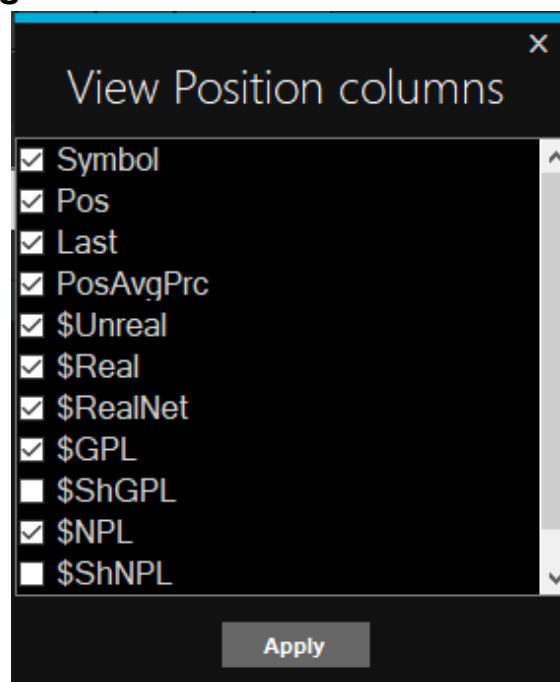 View Position columns
Symbol
Pos
Last
PosAvgPrc
$Unreal
$Real
$RealNet
$GPL
$ShGPL
$NPL
$ShNPL
Apply